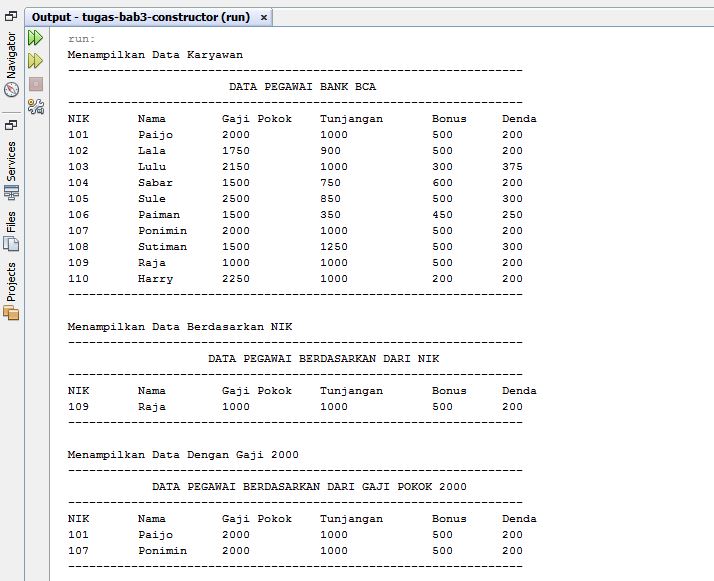 Output - tugas-bab3-constructor (run) ×
Navigator
Services
Files
Projects
run:
Menampilkan Data Karyawan
-----------------------------------------------------------------
DATA PEGAWAI BANK BCA
-----------------------------------------------------------------
NIK Nama Gaji Pokok Tunjangan Bonus Denda
101 Paijo 2000 1000 500 200
102 Lala 1750 900 500 200
103 Lulu 2150 1000 300 375
104 Sabar 1500 750 600 200
105 Sule 2500 850 500 300
106 Paiman 1500 350 450 250
107 Ponimin 2000 1000 500 200
108 Sutiman 1500 1250 500 300
109 Raja 1000 1000 500 200
110 Harry 2250 1000 200 200
-----------------------------------------------------------------
Menampilkan Data Berdasarkan NIK
-----------------------------------------------------------------
DATA PEGAWAI BERDASARKAN DARI NIK
-----------------------------------------------------------------
NIK Nama Gaji Pokok Tunjangan Bonus Denda
109 Raja 1000 1000 500 200
-----------------------------------------------------------------
Menampilkan Data Dengan Gaji 2000
-----------------------------------------------------------------
DATA PEGAWAI BERDASARKAN DARI GAJI POKOK 2000
-----------------------------------------------------------------
NIK Nama Gaji Pokok Tunjangan Bonus Denda
101 Paijo 2000 1000 500 200
107 Ponimin 2000 1000 500 200
-----------------------------------------------------------------